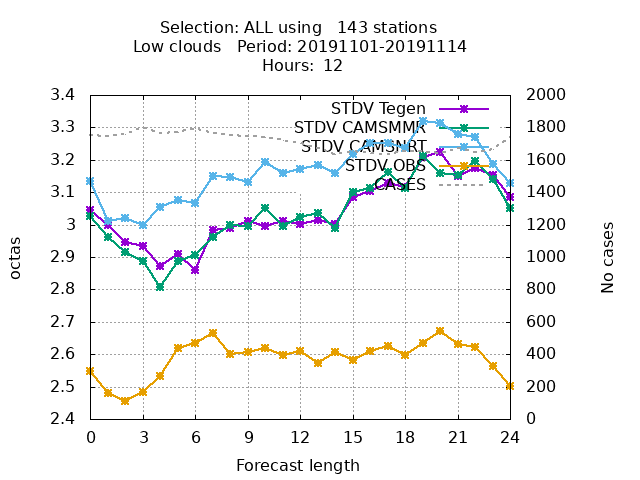 Selection: ALL using   143 stations
Low clouds   Period: 20191101-20191114
Hours:  12
STDV Tegen
STDV CAMSMMR
STDV CAMSNRT
STDV OBS
CASES
3.4
3.3
3.2
3.1
3
2.9
2.8
2.7
2.6
2.5
2.4
octas
2000
1800
1600
1400
1200
1000
800
600
400
200
0
No cases
0 3 6 9 12 15 18 21 24
Forecast length